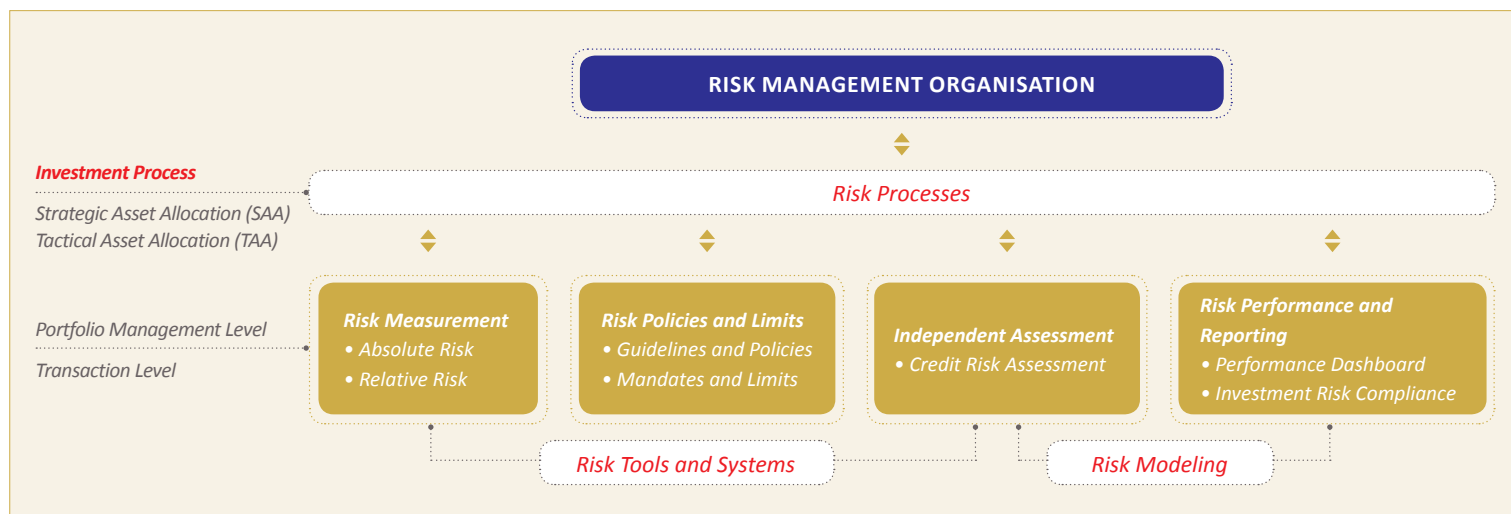 RISK MANAGEMENT ORGANISATION
Investment Process
Risk Processes
Strategic Asset Allocation (SAA)
Tactical Asset Allocation (TAA)
Portfolio Management Level
Transaction Level
Risk Measurement
• Absolute Risk
• Relative Risk
Risk Policies and Limits
• Guidelines and Policies
• Mandates and Limits
Independent Assessment
• Credit Risk Assessment
Risk Performance and
Reporting
• Performance Dashboard
• Investment Risk Compliance
Risk Tools and Systems
Risk Modeling